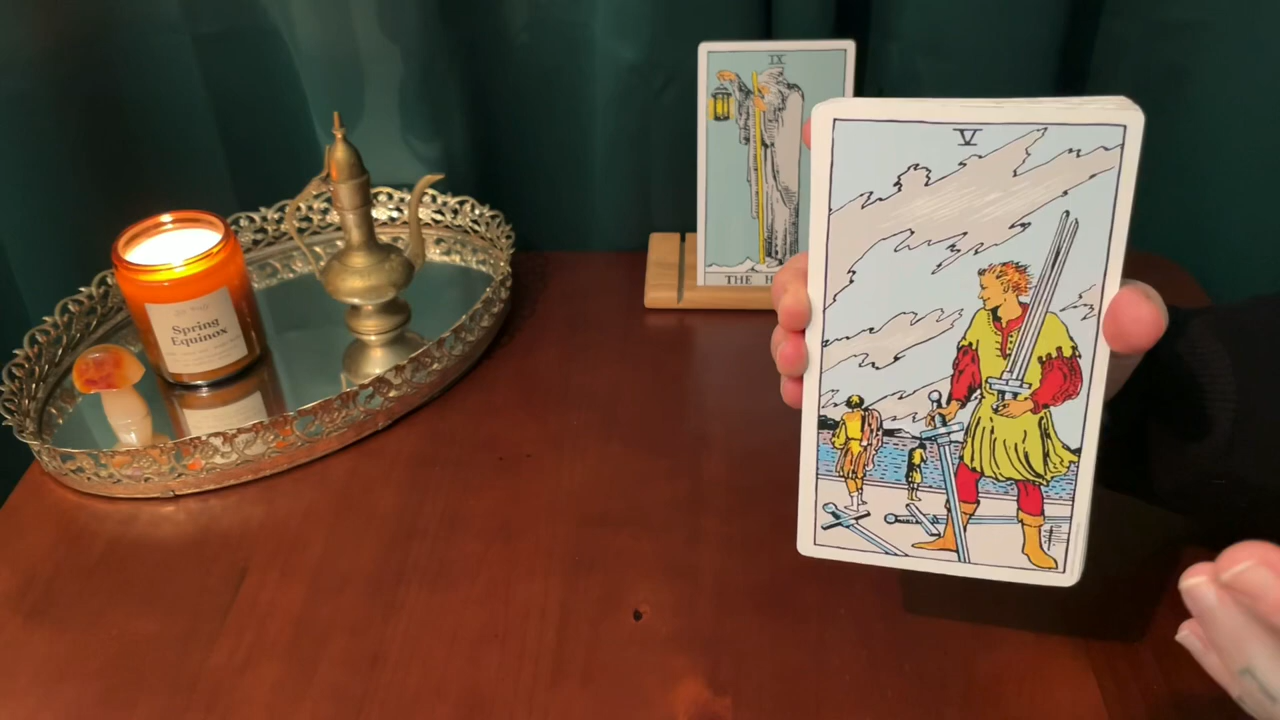 IX
THE H
V
Spring
Equinox